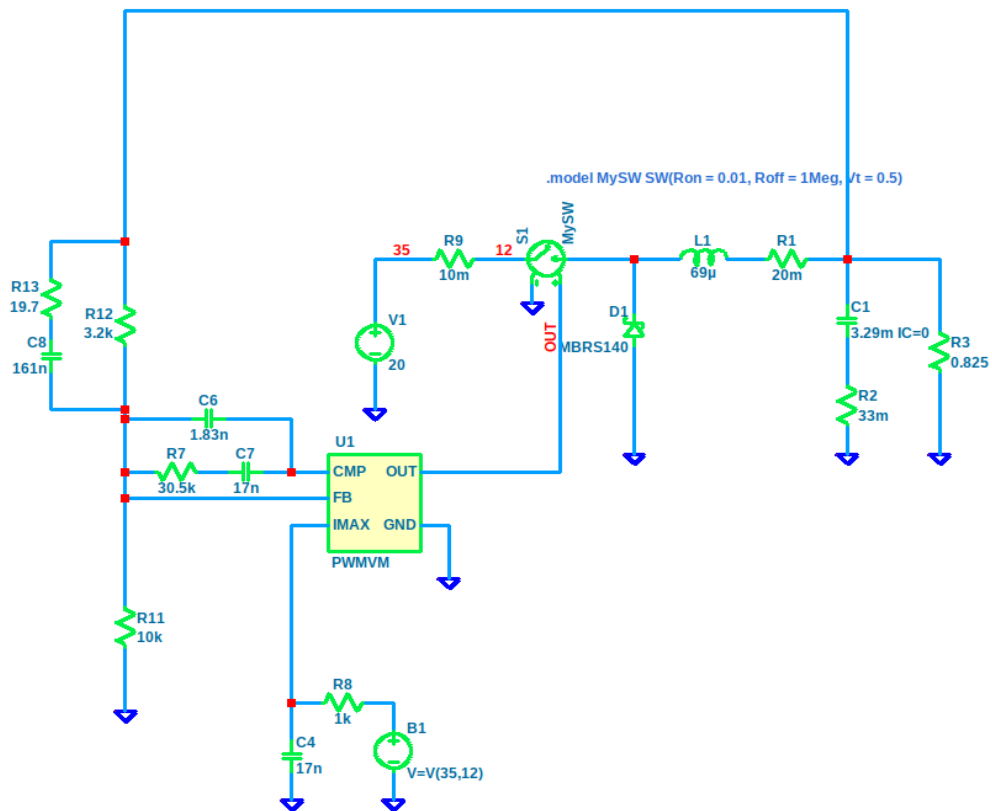 .model MySW SW(Ron = 0.01, Roff = 1Meg, Vt = 0.5)
S1
MySW
35
R9
12
10m
L1
69µ
R1
20m
R13
19.7
R12
3.2k
C8
161n
V1
20
OUT
D1
MBRS140
C1
3.29m IC=0
R3
0.825
R2
33m
C6
1.83n
R7
30.5k
C7
17n
U1
CMP
OUT
FB
IMAX
GND
PWMVM
R11
10k
R8
1k
B1
V=V(35,12)
C4
17n